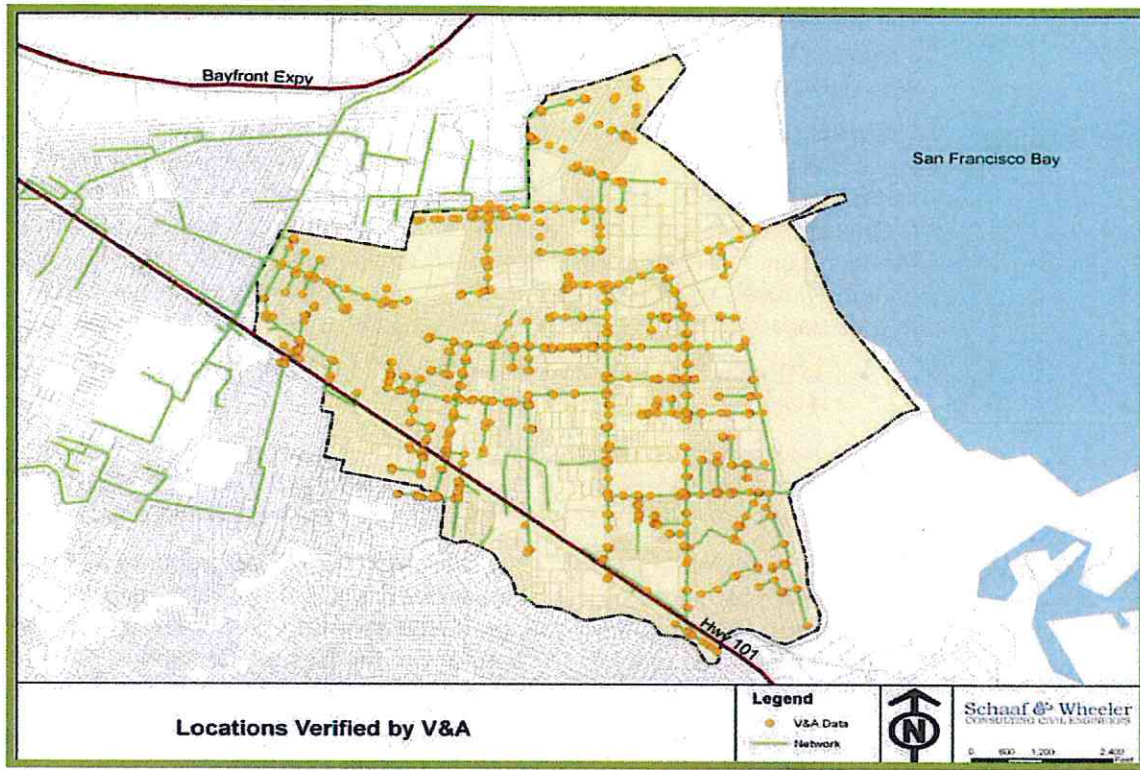 Bayfront Expy
San Francisco Bay
Hwy 101
Locations Verified by V&A
Legend
V&A Data
Network
N
Schaaf & Wheeler
CONSULTING CIVIL ENGINEERS
0 600 1,200 2,400
Feet